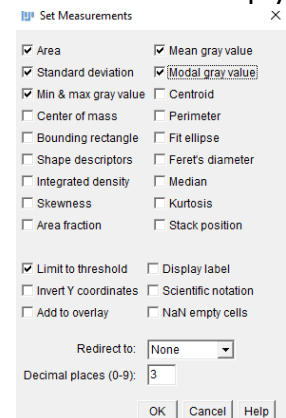 Set Measurements
Area Mean gray value
Standard deviation Modal gray value
Min & max gray value Centroid
Center of mass Perimeter
Bounding rectangle Fit ellipse
Shape descriptors Feret's diameter
Integrated density Median
Skewness Kurtosis
Area fraction Stack position
Limit to threshold Display label
Invert Y coordinates Scientific notation
Add to overlay NaN empty cells
Redirect to: None
Decimal places (0-9): 3
OK Cancel Help